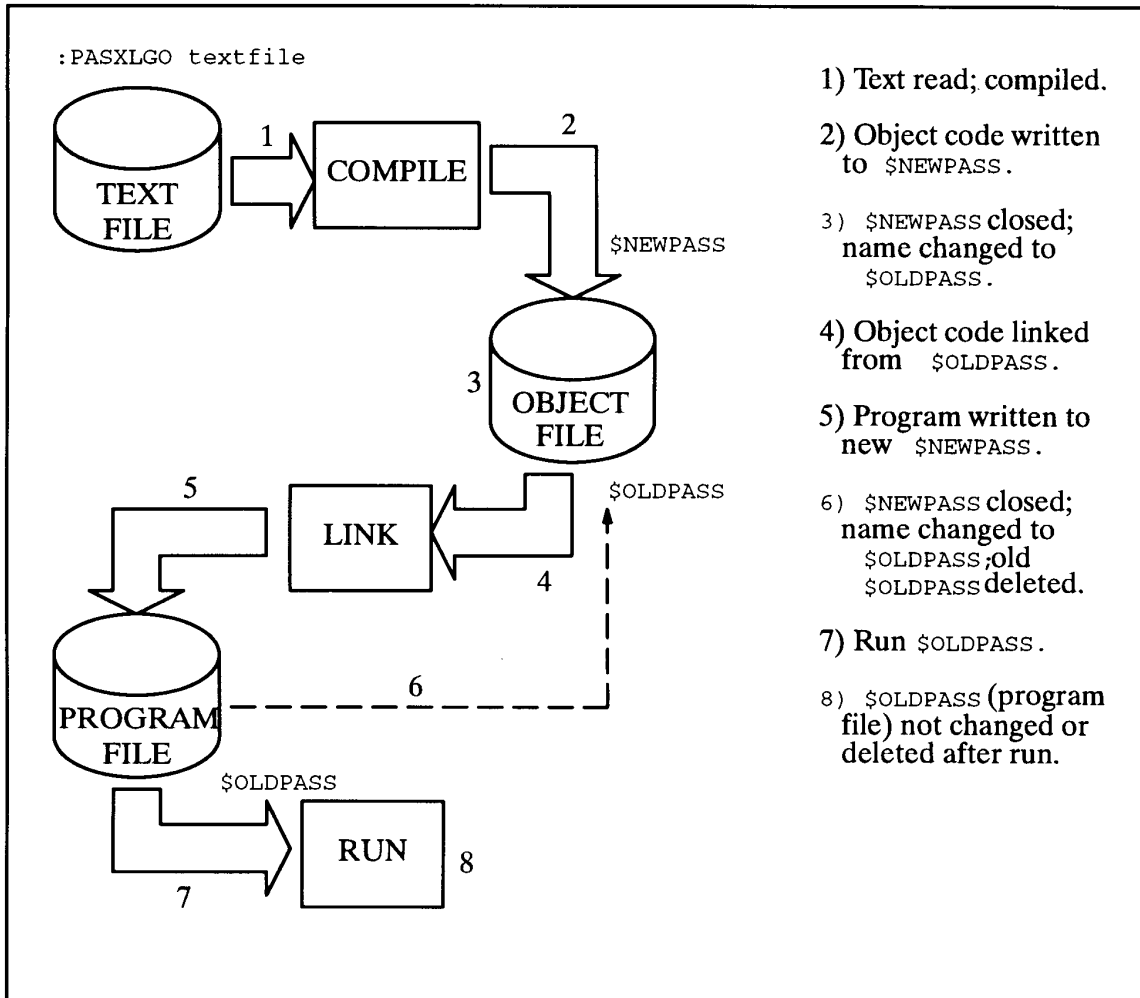 :PASXLGO textfile
1
2
COMPILE
TEXT
FILE
$NEWPASS
3
OBJECT
FILE
5
$OLDPASS
LINK
4
6
PROGRAM
FILE
$OLDPASS
RUN
8
7
1) Text read; compiled.
2) Object code written
to $NEWPASS.
3) $NEWPASS closed;
name changed to
$OLDPASS.
4) Object code linked
from $OLDPASS.
5) Program written to
new $NEWPASS.
6) $NEWPASS closed;
name changed to
$OLDPASS;old
$OLDPASS deleted.
7) Run $OLDPASS.
8) $OLDPASS (program
file) not changed or
deleted after run.